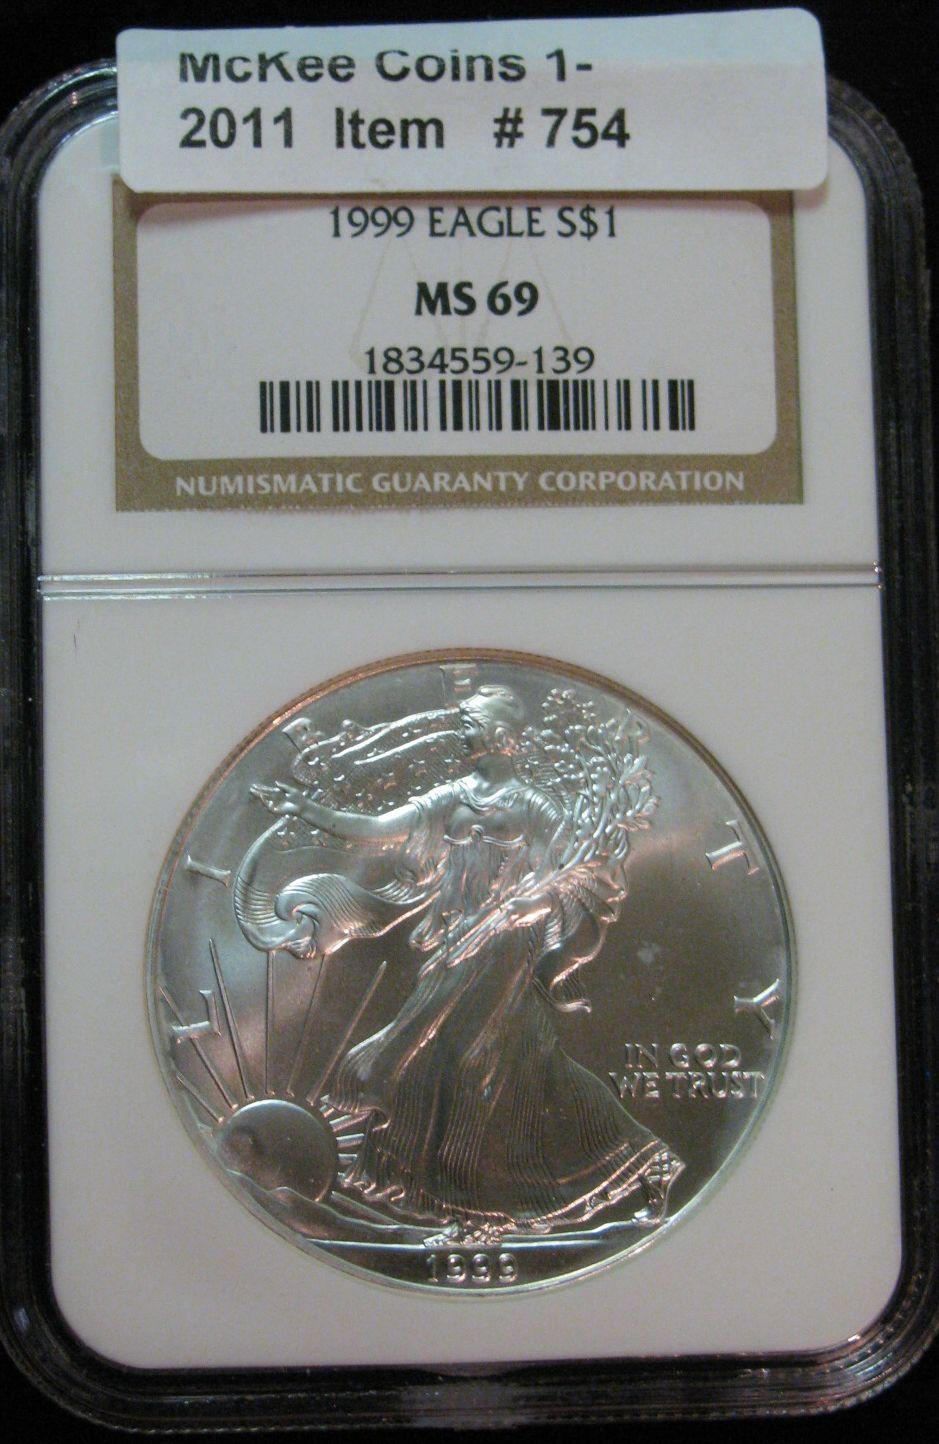 McKee Coins 1-
2011 Item # 754
1999 EAGLE S$1
MS 69
1834559-139
NUMISMATIC GUARANTY CORPORATION
LIBERTY
IN GOD
WE TRUST
1999